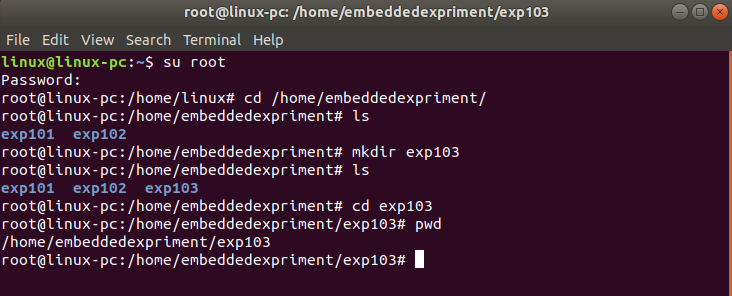 root@linux-pc: /home/embeddedexpriment/exp103
File Edit View Search Terminal Help
linux@linux-pc:~$ su root
Password:
root@linux-pc:/home/linux# cd /home/embeddedexpriment/
root@linux-pc:/home/embeddedexpriment# ls
exp101  exp102
root@linux-pc:/home/embeddedexpriment# mkdir exp103
root@linux-pc:/home/embeddedexpriment# ls
exp101  exp102  exp103
root@linux-pc:/home/embeddedexpriment# cd exp103
root@linux-pc:/home/embeddedexpriment/exp103# pwd
/home/embeddedexpriment/exp103
root@linux-pc:/home/embeddedexpriment/exp103#